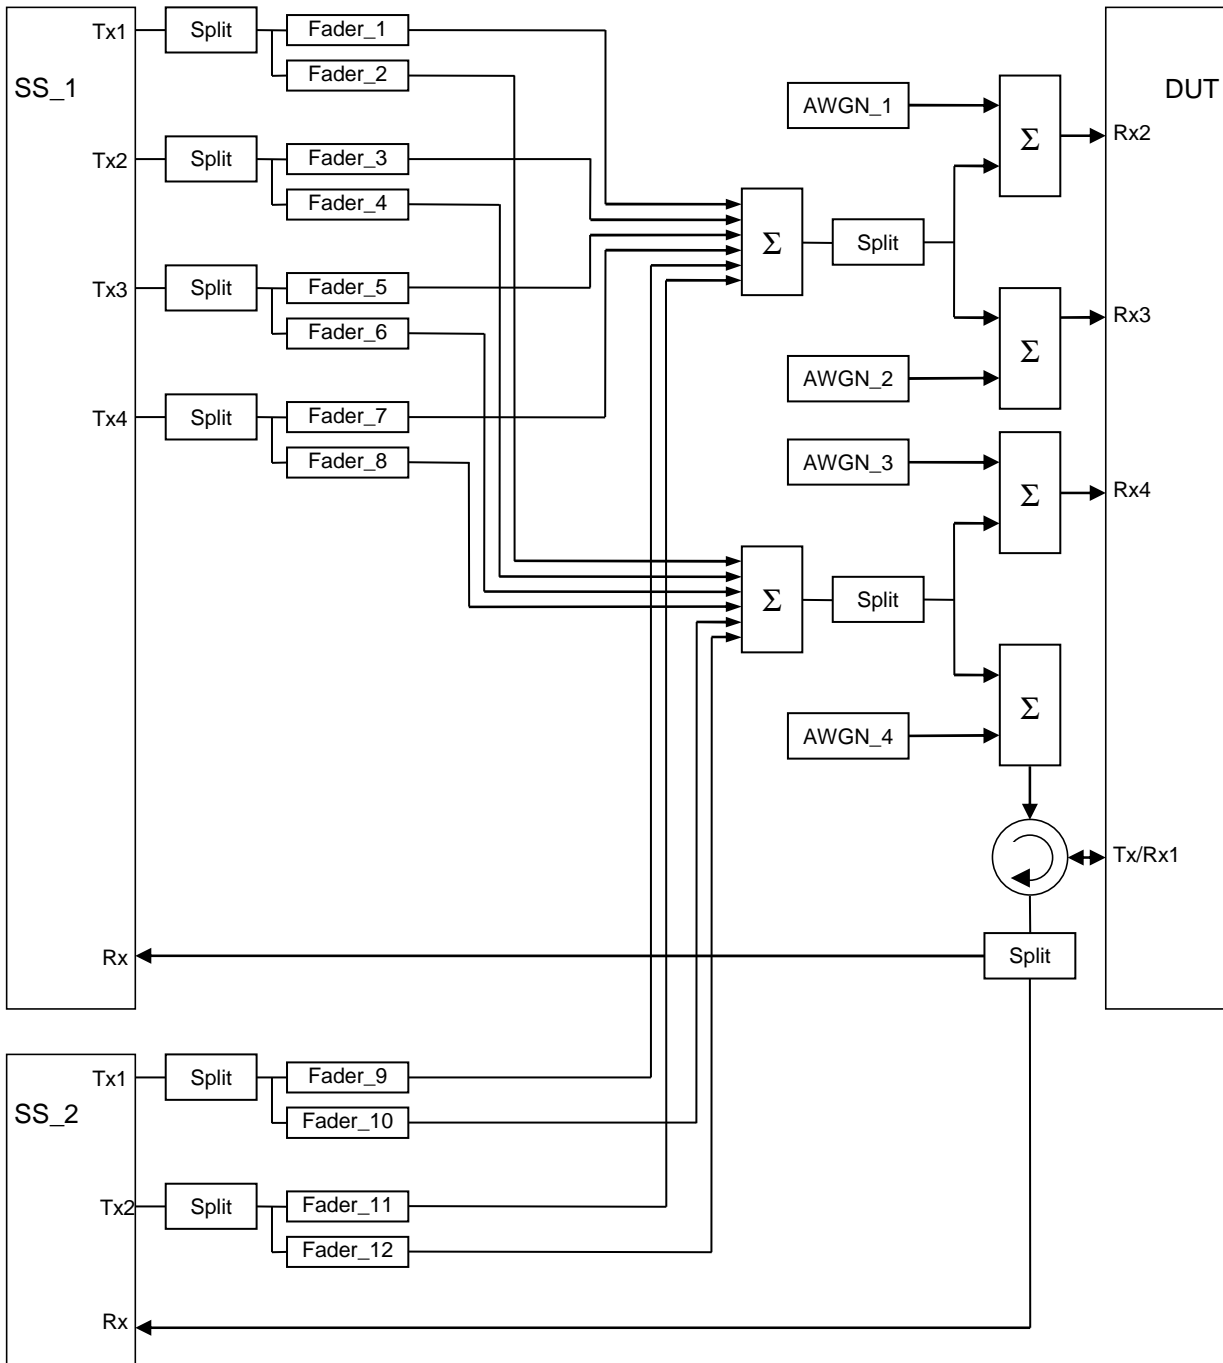 SS_1
Tx1
Split
Fader_1
Fader_2
Tx2
Split
Fader_3
Fader_4
Tx3
Split
Fader_5
Fader_6
Tx4
Split
Fader_7
Fader_8
Rx
SS_2
Tx1
Split
Fader_9
Fader_10
Tx2
Split
Fader_11
Fader_12
Rx
Σ
Split
Σ
Split
AWGN_1
Σ
AWGN_2
Σ
AWGN_3
Σ
AWGN_4
Σ
Split
DUT
Rx2
Rx3
Rx4
Tx/Rx1